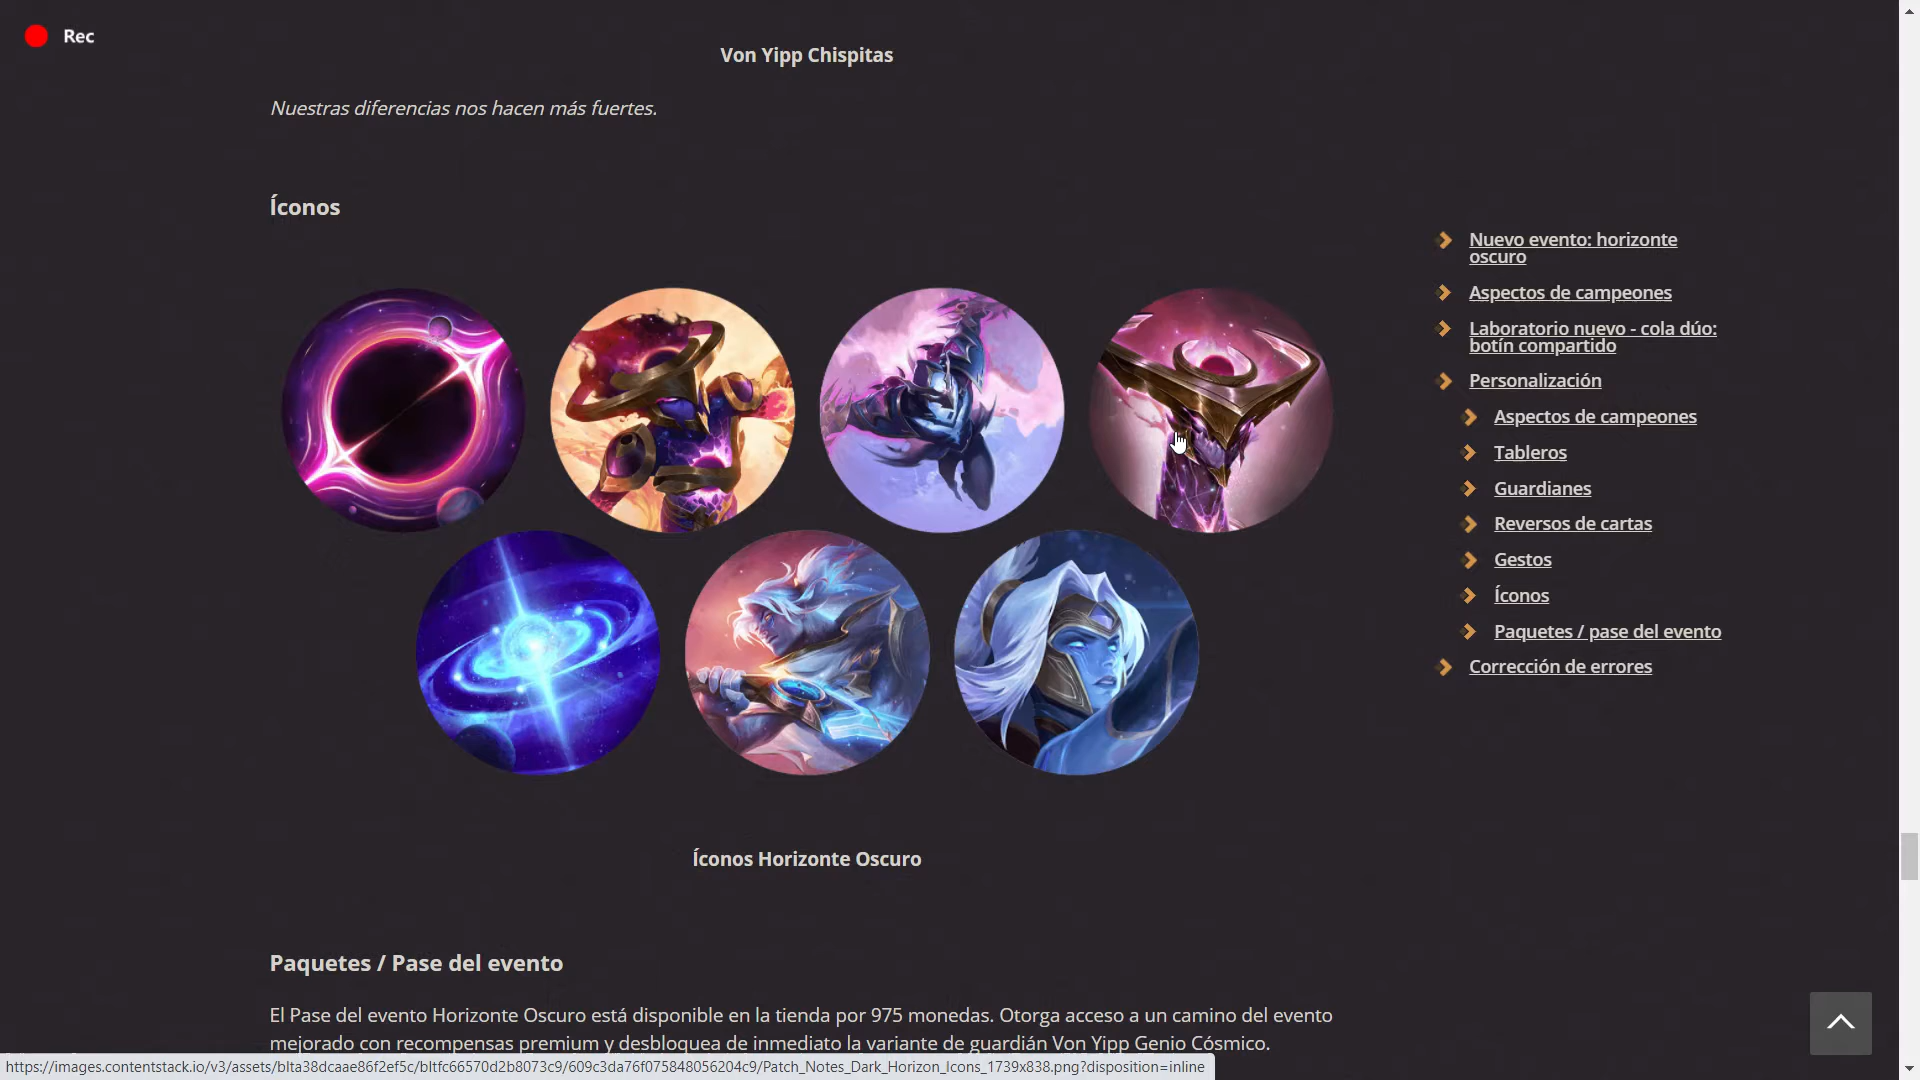 Rec
Von Yipp Chispitas
Nuestras diferencias nos hacen más fuertes.
Íconos
Nuevo evento: horizonte
oscuro
Aspectos de campeones
Laboratorio nuevo - cola dúo:
botín compartido
Personalización
Aspectos de campeones
Tableros
Guardianes
Reversos de cartas
Gestos
Íconos
Paquetes / pase del evento
Corrección de errores
Íconos Horizonte Oscuro
Paquetes / Pase del evento
El Pase del evento Horizonte Oscuro está disponible en la tienda por 975 monedas. Otorga acceso a un camino del evento
mejorado con recompensas premium y desbloquea de inmediato la variante de guardián Von Yipp Genio Cósmico.
https://images.contentstack.io/v3/assets/blta38dcaae86f2ef5c/bltfc66570d2b8073c9/609c3da76f075848056204c9/Patch_Notes_Dark_Horizon_Icons_1739x838.png?disposition=inline